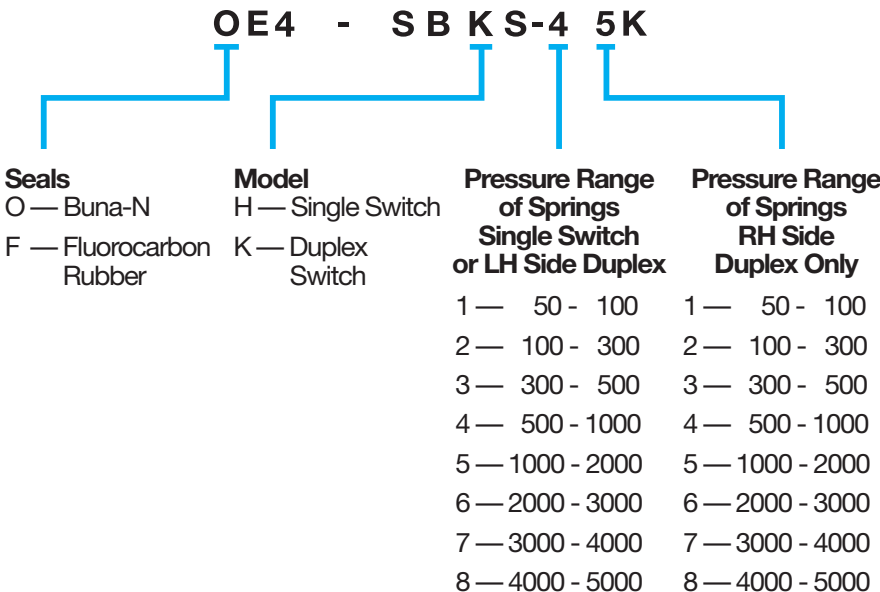 OE4 - SBKS-4 5K
Seals
O — Buna-N
F — Fluorocarbon
Rubber
Model
H — Single Switch
K — Duplex
Switch
Pressure Range
of Springs
Single Switch
or LH Side Duplex
1 — 50 - 100
2 — 100 - 300
3 — 300 - 500
4 — 500 - 1000
5 — 1000 - 2000
6 — 2000 - 3000
7 — 3000 - 4000
8 — 4000 - 5000
Pressure Range
of Springs
RH Side
Duplex Only
1 — 50 - 100
2 — 100 - 300
3 — 300 - 500
4 — 500 - 1000
5 — 1000 - 2000
6 — 2000 - 3000
7 — 3000 - 4000
8 — 4000 - 5000